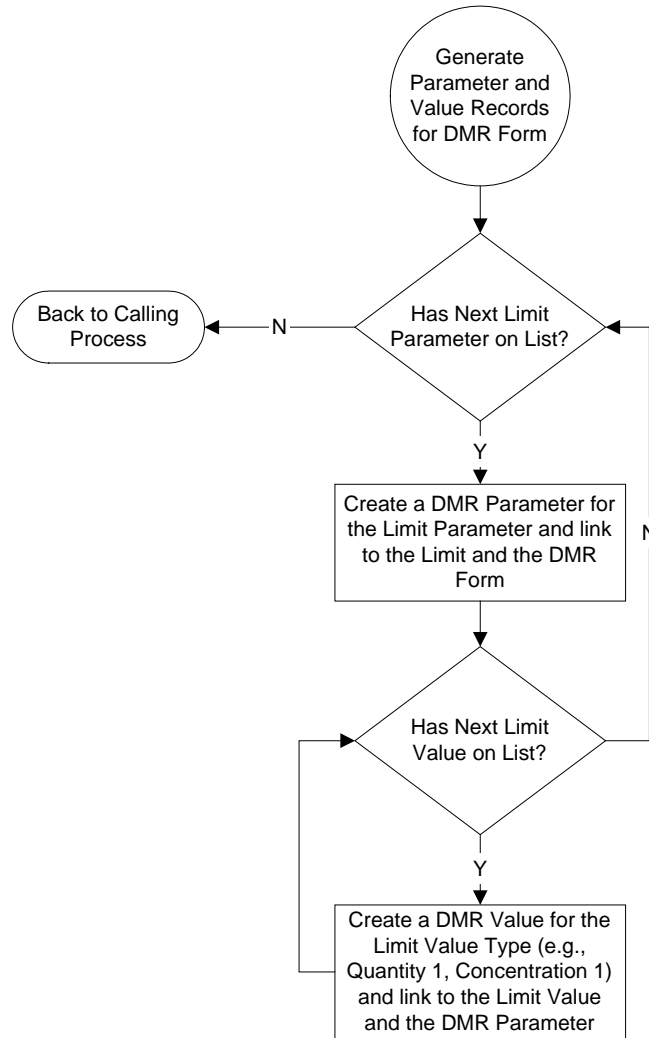 Generate
Parameter and
Value Records
for DMR Form
Has Next Limit
Parameter on List?
N
Back to Calling
Process
Y
Create a DMR Parameter for
the Limit Parameter and link
to the Limit and the DMR
Form
N
Has Next Limit
Value on List?
Y
Create a DMR Value for the
Limit Value Type (e.g.,
Quantity 1, Concentration 1)
and link to the Limit Value
and the DMR Parameter